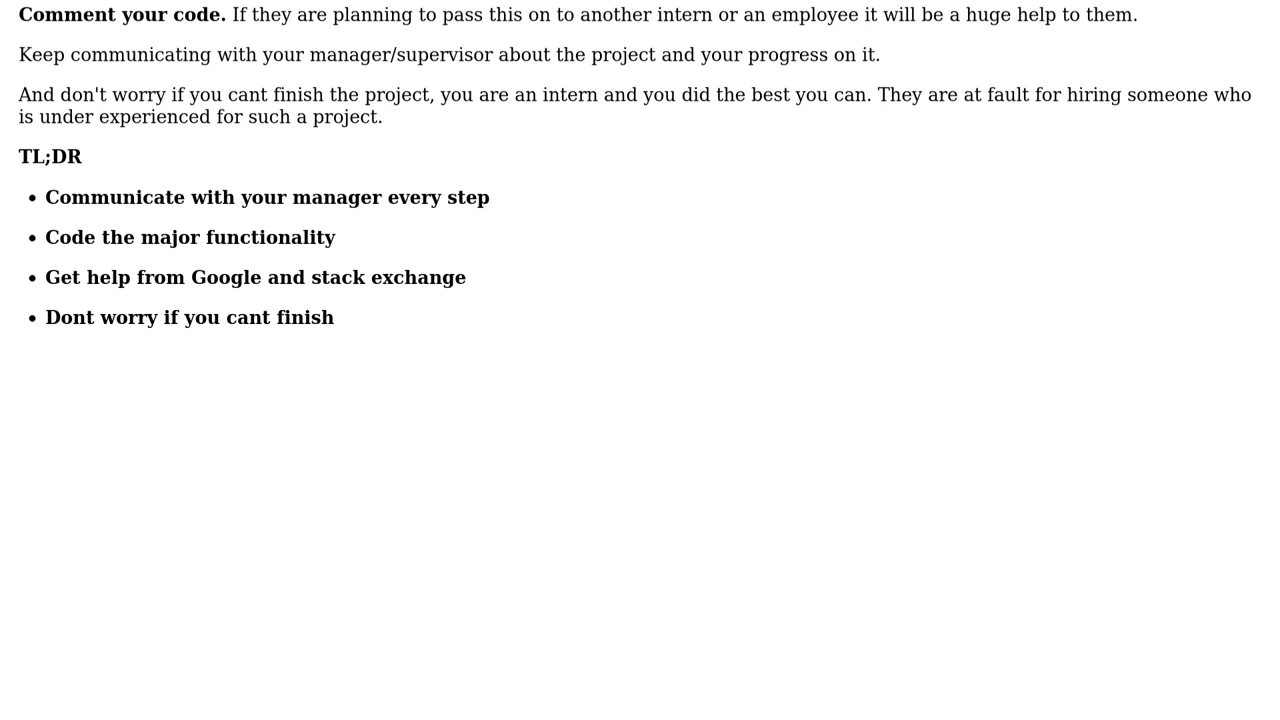 Comment your code. If they are planning to pass this on to another intern or an employee it will be a huge help to them.
Keep communicating with your manager/supervisor about the project and your progress on it.
And don't worry if you cant finish the project, you are an intern and you did the best you can. They are at fault for hiring someone who
is under experienced for such a project.
TL;DR
• Communicate with your manager every step
• Code the major functionality
• Get help from Google and stack exchange
• Dont worry if you cant finish